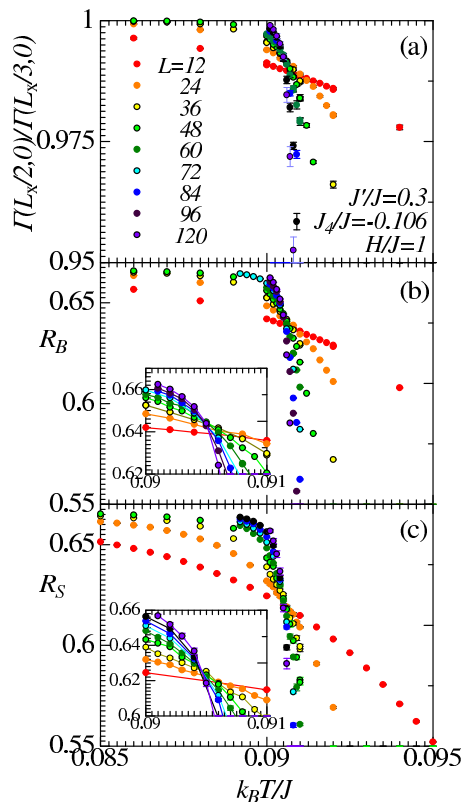 Γ(Lx/2,0)/Γ(Lx/3,0)
1
(a)
L=12
24
36
48
60
72
84
96
120
0.975
J'/J=0.3
J4/J=-0.106
H/J=1
0.95
(b)
0.65
RB
0.66
0.64
0.62
0.09
0.091
0.6
0.55
(c)
0.65
RS
0.66
0.64
0.62
0.6
0.09
0.091
0.6
0.55
0.085
0.09
0.095
kBT/J